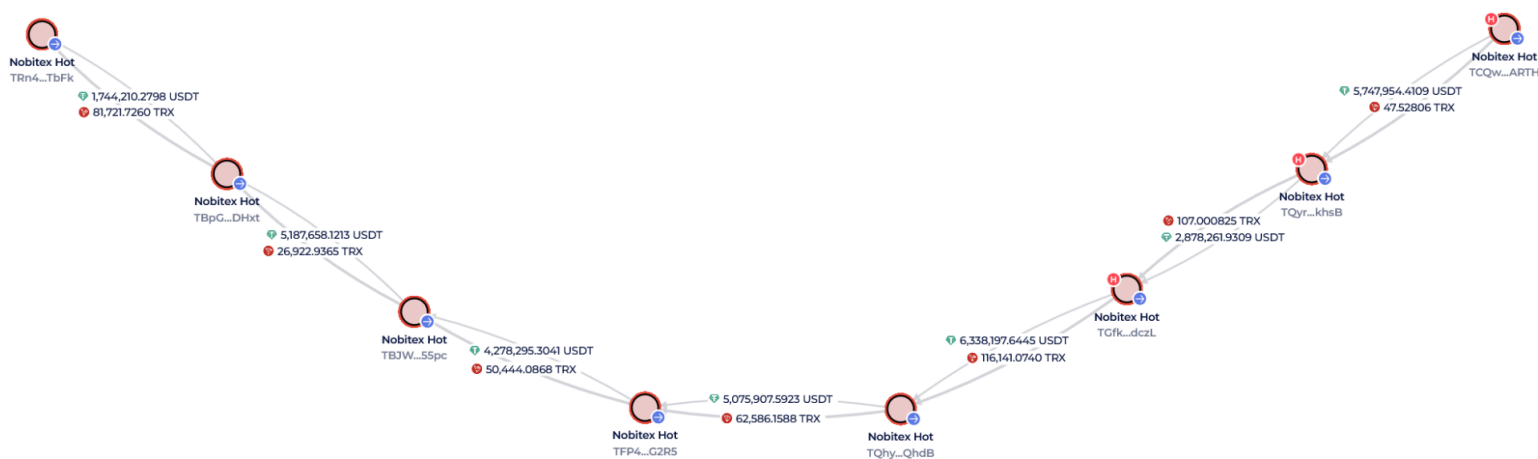 Nobitex Hot
TRn4...TbFk
1,744,210.2798 USDT
81,721.7260 TRX
Nobitex Hot
TBpG...DHxt
5,187,658.1213 USDT
26,922.9365 TRX
Nobitex Hot
TBJW...55pc
4,278,295.3041 USDT
50,444.0868 TRX
Nobitex Hot
TFP4...G2R5
5,075,907.5923 USDT
62,586.1588 TRX
Nobitex Hot
TQhy...QhdB
6,338,197.6445 USDT
116,141.0740 TRX
H
Nobitex Hot
TGfk...dczL
107.000825 TRX
2,878,261.9309 USDT
H
Nobitex Hot
TQyr...khsB
5,747,954.4109 USDT
47.52806 TRX
H
Nobitex Hot
TCQw...ARTH